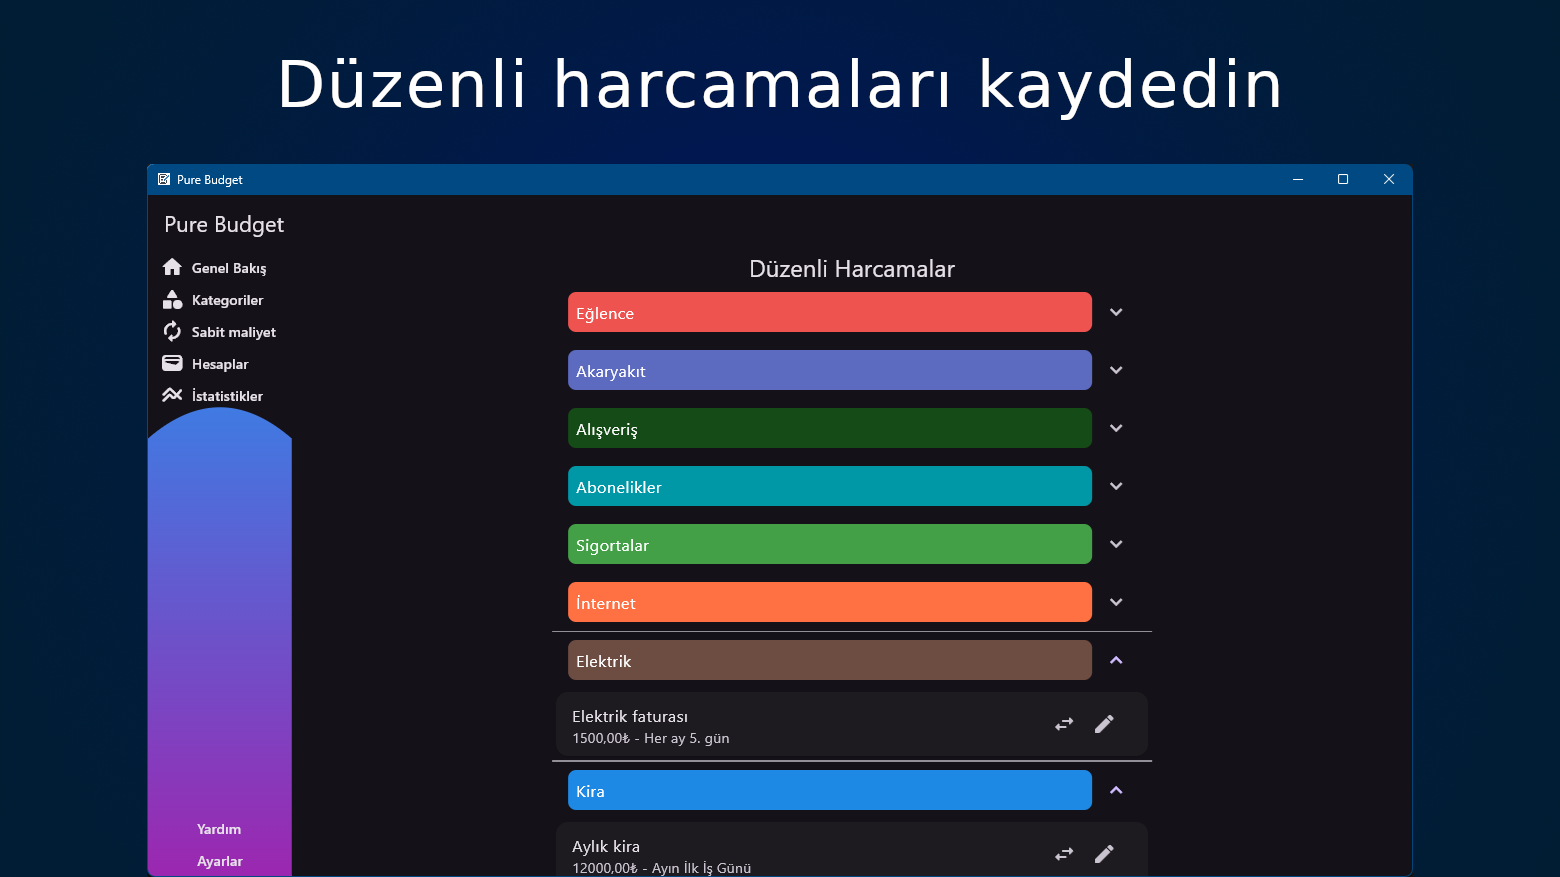 Düzenli harcamaları kaydedin
Pure Budget
Pure Budget
Genel Bakış
Kategoriler
Sabit maliyet
Hesaplar
İstatistikler
Yardım
Ayarlar
Düzenli Harcamalar
Eğlence
Akaryakıt
Alışveriş
Abonelikler
Sigortalar
İnternet
Elektrik
Elektrik faturası
1500,00₺ - Her ay 5. gün
Kira
Aylık kira
12000,00₺ - Ayın İlk İş Günü